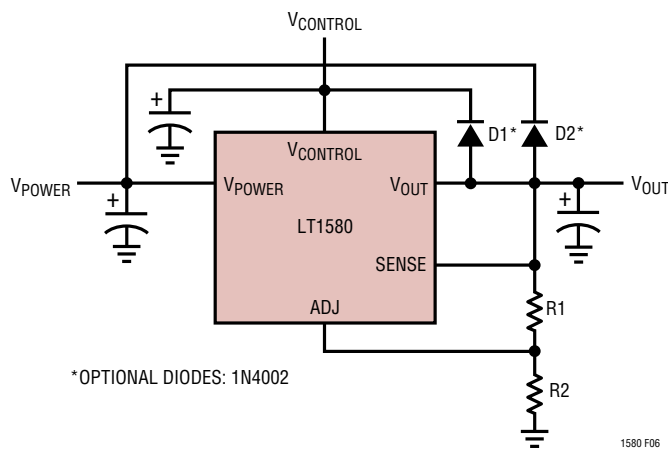 VCONTROL
+
D1*
D2*
VCONTROL
VPOWER
+
VPOWER
VOUT
+
VOUT
LT1580
SENSE
R1
ADJ
*OPTIONAL DIODES: 1N4002
R2
1580 F06